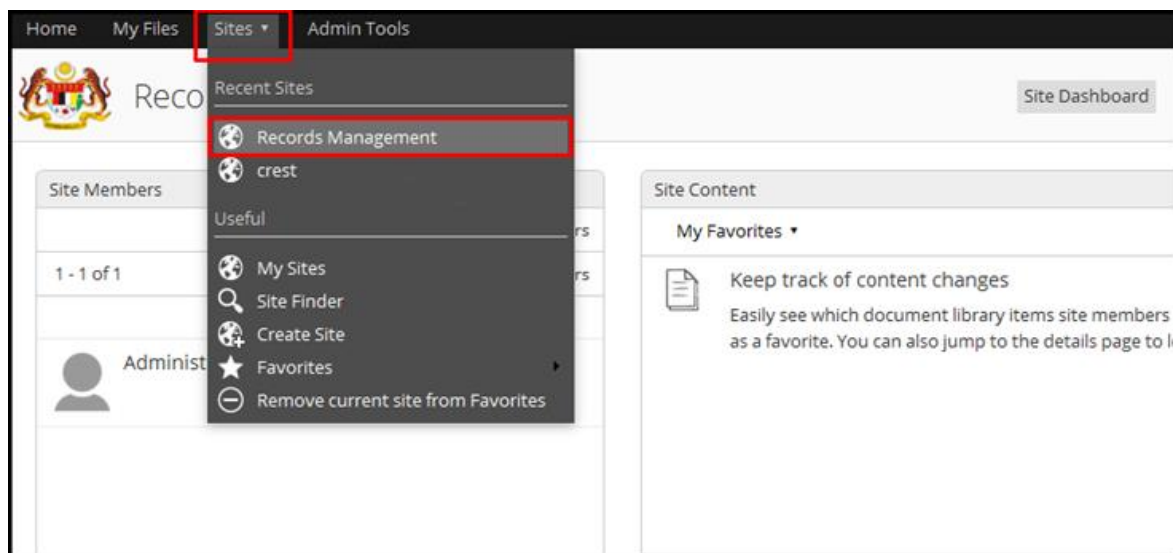 Home My Files Sites ▾ Admin Tools
Reco
Site Dashboard
Recent Sites
Records Management
crest
Useful
My Sites
Site Finder
Create Site
Favorites
Remove current site from Favorites
Site Members
rs
1 - 1 of 1
rs
Administ
Site Content
My Favorites ▾
Keep track of content changes
Easily see which document library items site members
as a favorite. You can also jump to the details page to